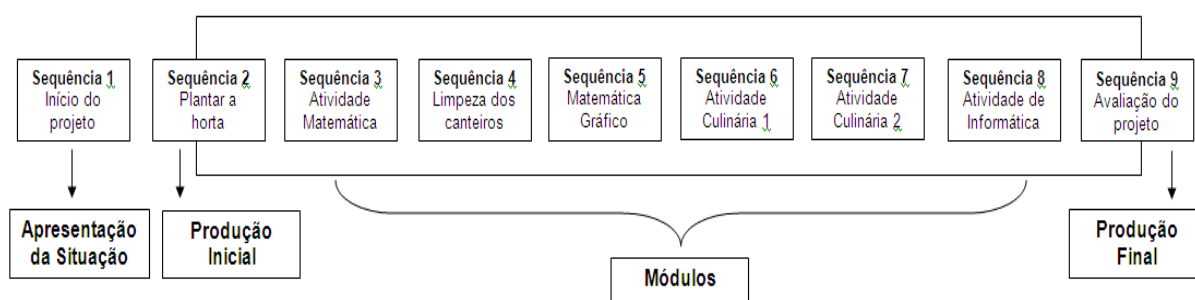 Sequência 1
Início do
projeto
Sequência 2
Plantar a
horta
Sequência 3
Atividade
Matemática
Sequência 4
Limpeza dos
canteiros
Sequência 5
Matemática
Gráfico
Sequência 6
Atividade
Culinária 1
Sequência 7
Atividade
Culinária 2
Sequência 8
Atividade de
Informática
Sequência 9
Avaliação do
projeto
Apresentação
da Situação
Produção
Inicial
Módulos
Produção
Final